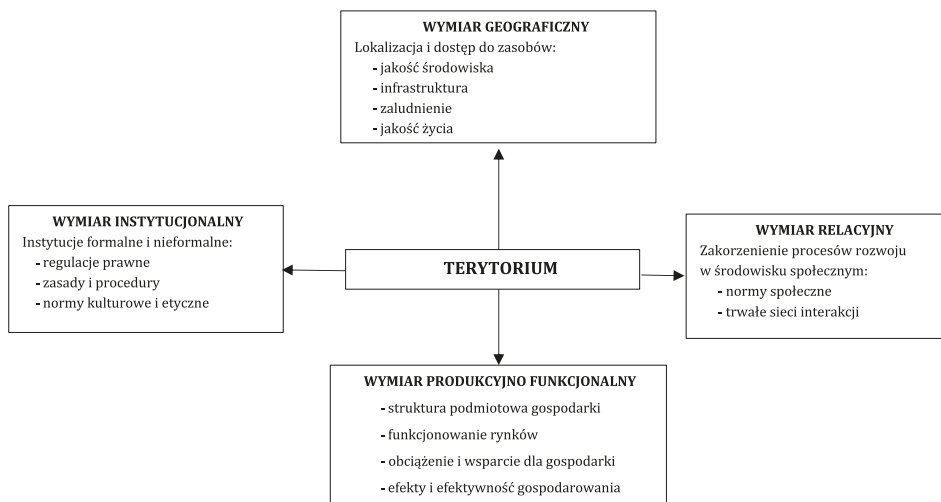 WYMIAR GEOGRAFICZNY
Lokalizacja i dostęp do zasobów:
- jakość środowiska
- infrastruktura
- zaludnienie
- jakość życia
WYMIAR INSTYTUCJONALNY
Instytucje formalne i nieformalne:
- regulacje prawne
- zasady i procedury
- normy kulturowe i etyczne
TERYTORIUM
WYMIAR RELACYJNY
Zakorzenienie procesów rozwoju
w środowisku społecznym:
- normy społeczne
- trwałe sieci interakcji
WYMIAR PRODUKCYJNO FUNKCJONALNY
- struktura podmiotowa gospodarki
- funkcjonowanie rynków
- obciążenie i wsparcie dla gospodarki
- efekty i efektywność gospodarowania